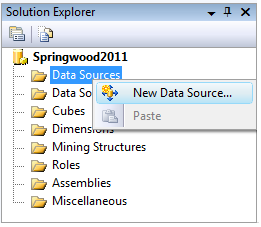 Solution Explorer
Springwood2011
Data Sources
Data So
New Data Source...
Cubes
Paste
Dimensions
Mining Structures
Roles
Assemblies
Miscellaneous